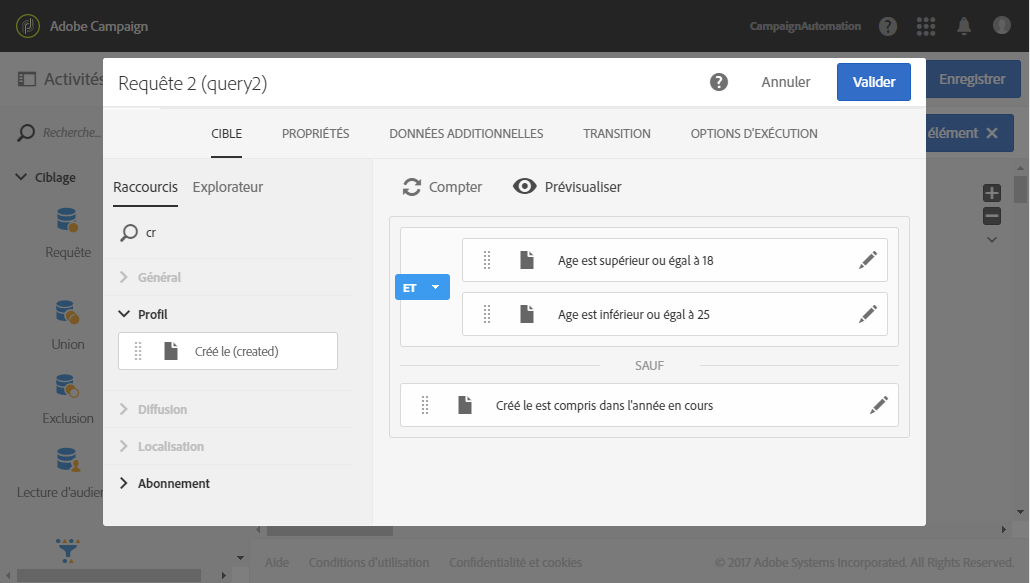 Adobe Campaign
CampaignAutomation
Activités
Enregistrer
Requête 2 (query2)
Annuler
Valider
Recherche...
élément
CIBLE
PROPRIÉTÉS
DONNÉES ADDITIONNELLES
TRANSITION
OPTIONS D'EXÉCUTION
Ciblage
Requête
Union
Exclusion
Lecture d'audien
Raccourcis
Explorateur
cr
Général
Profil
Créé le (created)
Diffusion
Localisation
Abonnement
Compter
Prévisualiser
ET
Age est supérieur ou égal à 18
Age est inférieur ou égal à 25
SAUF
Créé le est compris dans l'année en cours
Aide
Conditions d'utilisation
Confidentialité et cookies
© 2017 Adobe Systems Incorporated. All Rights Reserved.